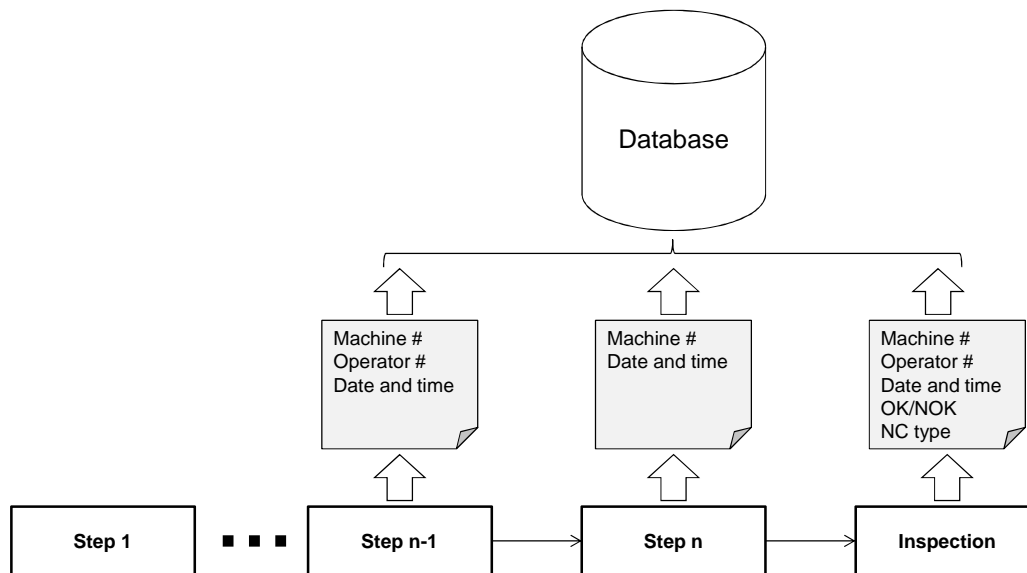 Database
Machine #
Operator #
Date and time
Machine #
Date and time
Machine #
Operator #
Date and time
OK/NOK
NC type
Step 1
Step n-1
Step n
Inspection